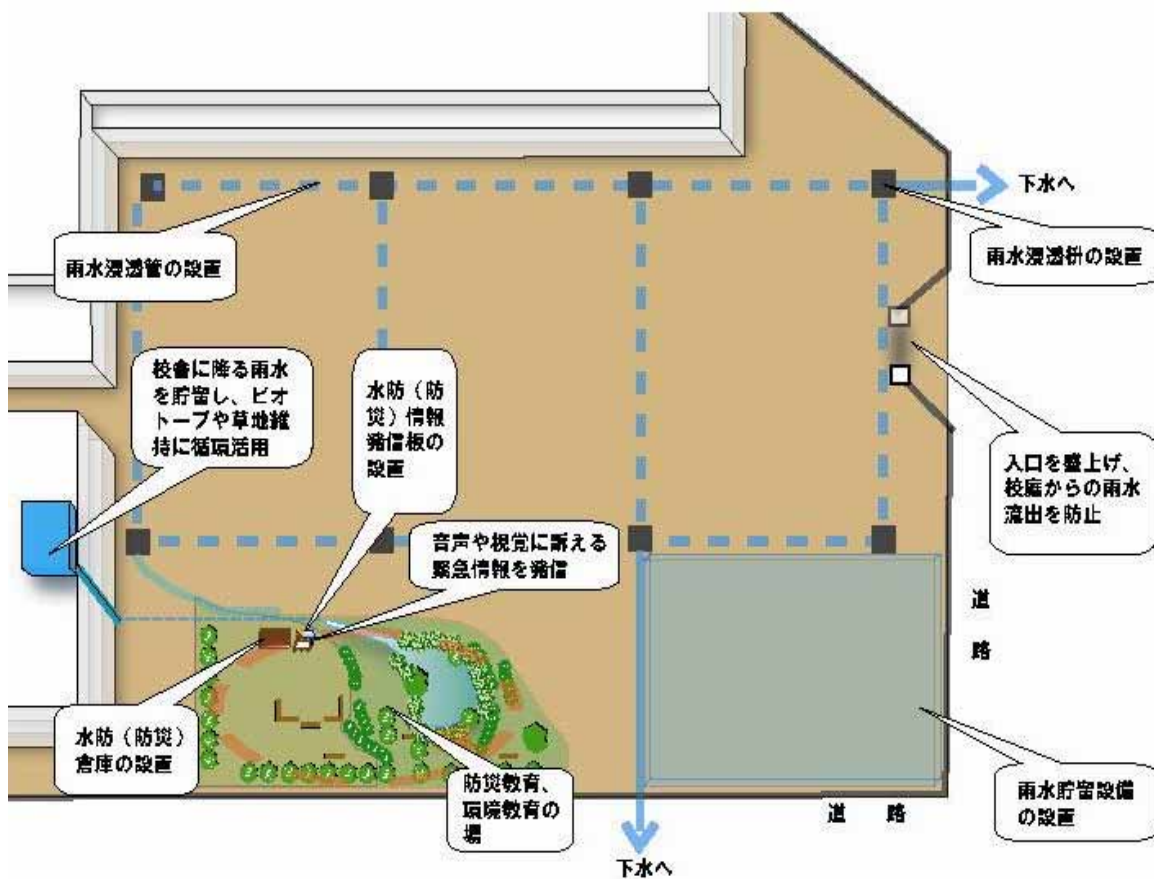 下水へ
雨水浸透管の設置
雨水浸透枡の設置
校舎に降る雨水
を貯留し、ビオ
トープや草地維
持に循環活用
水防（防
災）情報
発信板の
設置
入口を盛上げ、
校庭からの雨水
流出を防止
音声や視覚に訴える
緊急情報を発信
道
路
水防（防災）
倉庫の設置
防災教育、
環境教育の
場
雨水貯留設備
の設置
道　路
下水へ